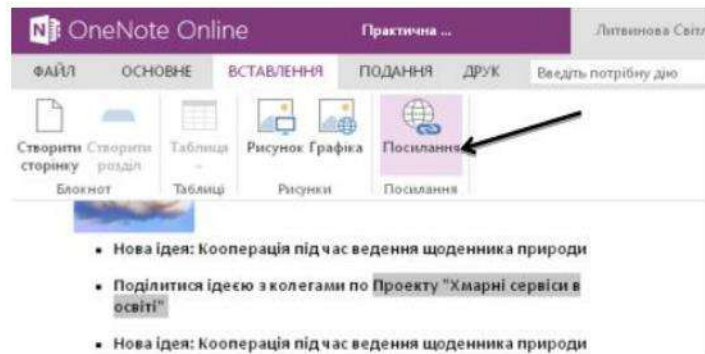 OneNote Online Практична ... Литвинова Світл
ФАЙЛ ОСНОВНЕ ВСТАВЛЕННЯ ПОДАННЯ ДРУК Введіть потрібну дію
Створити сторінку Створити розділ Таблиця Рисунок Графіка Посилання
Блокнот Таблиці Рисунки Посилання
• Нова ідея: Кооперація під час ведення щоденника природи
• Поділитися ідеєю з колегами по Проекту "Хмарні сервіси в
освіті"
• Нова ідея: Кооперація під час ведення щоденника природи